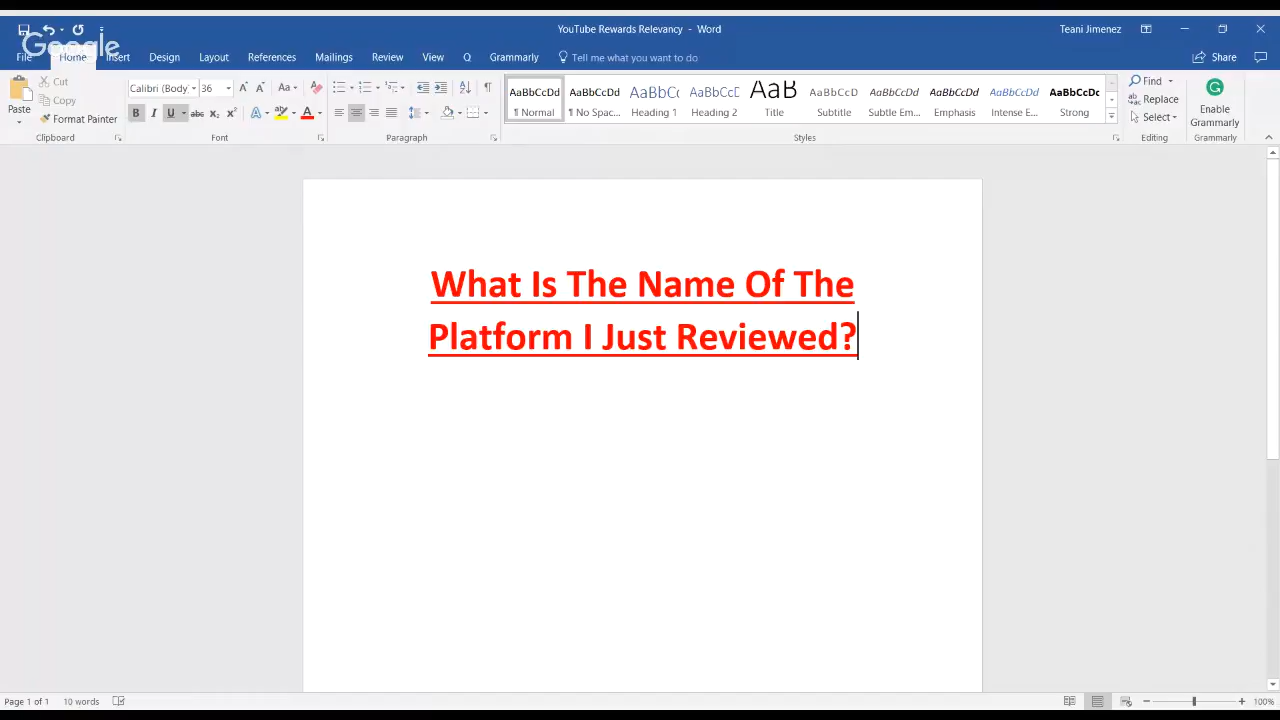 YouTube Rewards Relevancy - Word
Teani Jimenez
Google
File Home Insert Design Layout References Mailings Review View Q Grammarly Tell me what you want to do Share
Paste
Cut
Copy
Format Painter
Clipboard
Calibri (Body 36
Font
Paragraph
AaBbCcDd AaBbCcDd AaBbC( AaBbCcC AaB AaBbCcD AaBbCcDd AaBbCcDd AaBbCcDd AaBbCcDc
¶ Normal ¶ No Spac... Heading 1 Heading 2 Title Subtitle Subtle Em... Emphasis Intense E... Strong
Styles
Find
Replace
Select
Editing
Enable
Grammarly
Grammarly
What Is The Name Of The
Platform I Just Reviewed?
Page 1 of 1 10 words 100%